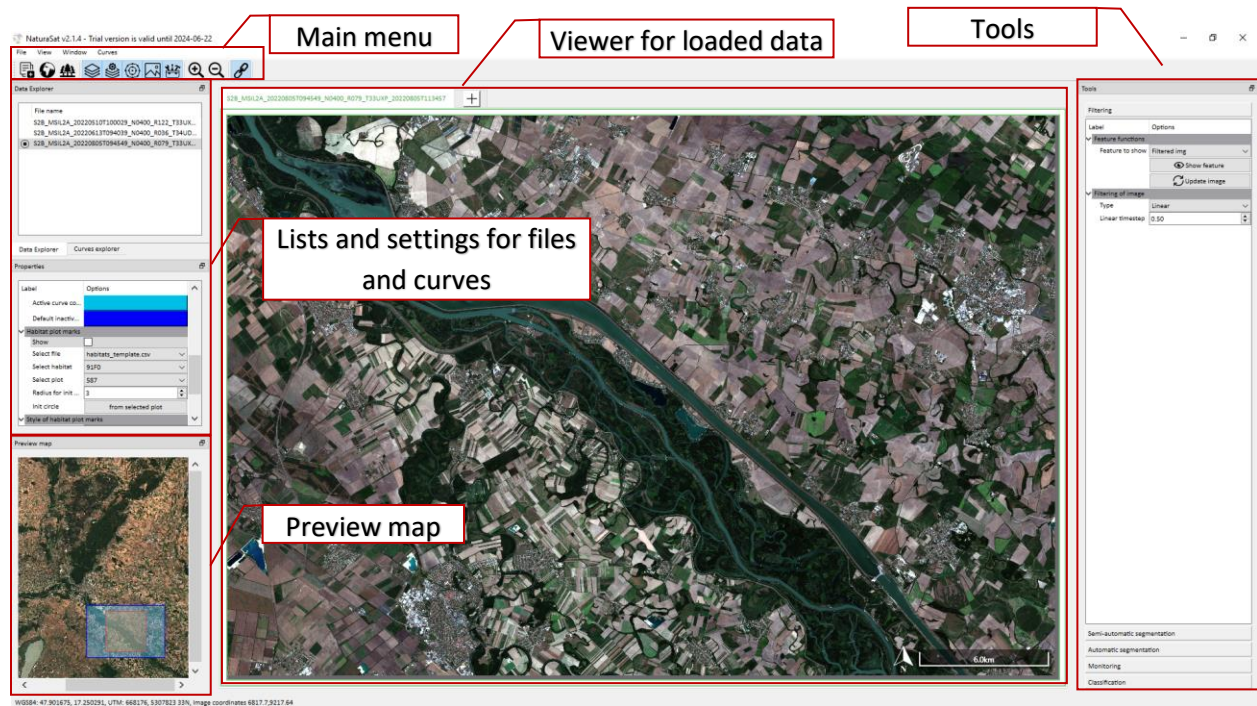 NaturaSat v2.1.4 - Trial version is valid until 2024-06-22
Main menu
Viewer for loaded data
Tools
File View Window Curves
Data Explorer
File name
S2B_MSIL2A_20220510T100029_N0400_R122_T33UX...
S2B_MSIL2A_20220613T094039_N0400_R036_T34UD...
S2B_MSIL2A_20220805T094549_N0400_R079_T33UX...
Data Explorer Curves explorer
Properties
Label Options
Active curve co...
Default inactiv...
Habitat plot marks
Show
Select file habitats_template.csv
Select habitat 91F0
Select plot 587
Radius for init ... 3
Init circle from selected plot
Style of habitat plot marks
Lists and settings for files
and curves
Preview map
Preview map
S2B_MSIL2A_20220805T094549_N0400_R079_T33UXP_20220805T113457
6.0km
Tools
Filtering
Label Options
Feature functions
Feature to show Filtered img
Show feature
Update image
Filtering of image
Type Linear
Linear timestep 0.50
Semi-automatic segmentation
Automatic segmentation
Monitoring
Classification
WGS84: 47.901675, 17.250291, UTM: 668176, 5307823 33N, Image coordinates 6817.7,9217.64